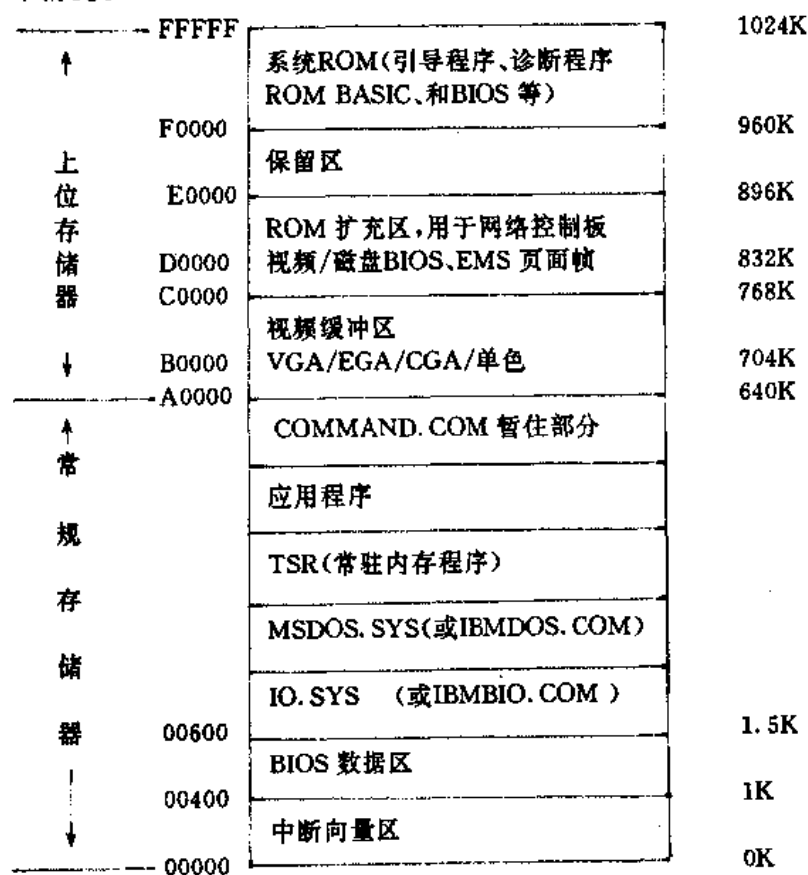 FFFFF 1024K
系统ROM(引导程序、诊断程序
ROM BASIC、和BIOS 等)
F0000 960K
保留区
E0000 896K
ROM 扩充区,用于网络控制板
D0000 视频/磁盘BIOS、EMS 页面帧 832K
C0000 768K
视频缓冲区
B0000 VGA/EGA/CGA/单色 704K
A0000 640K
上位存储器
COMMAND.COM 暂住部分
应用程序
TSR(常驻内存程序)
MSDOS.SYS(或IBMDOS.COM)
IO.SYS (或IBMBIO.COM )
00600 1.5K
BIOS 数据区
00400 1K
中断向量区
00000 0K
常规存储器